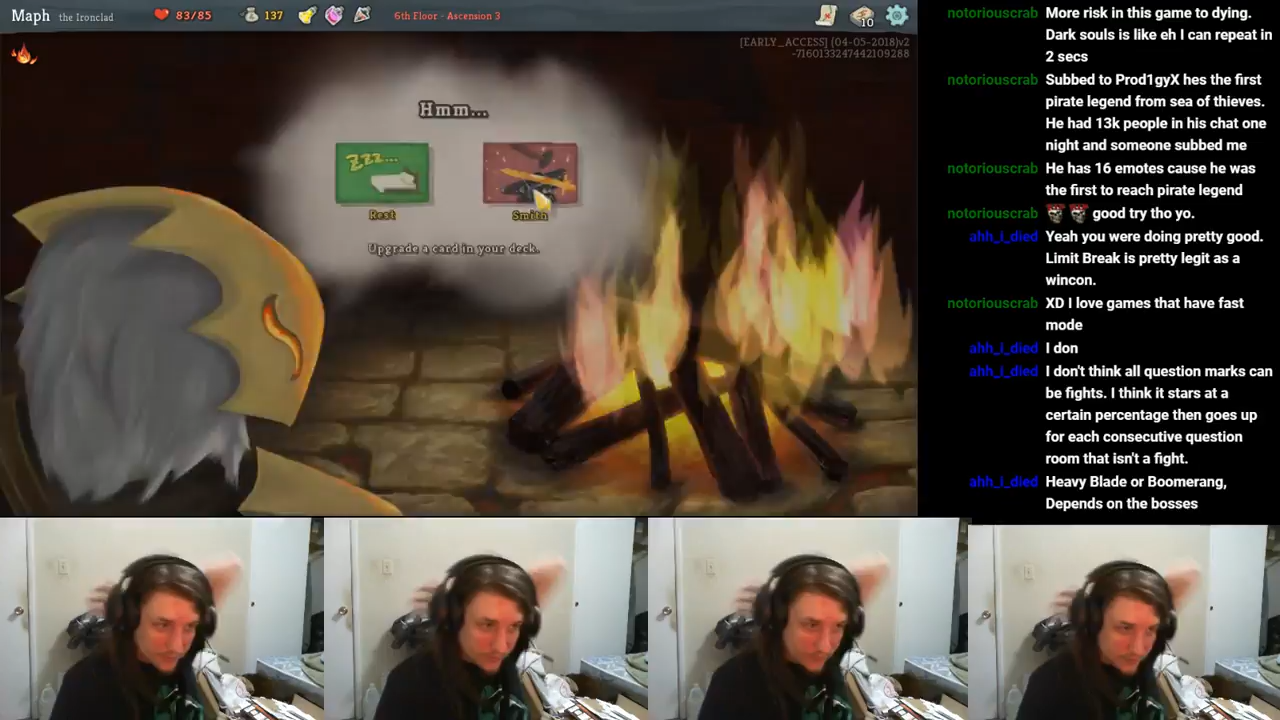 Maph the Ironclad 83/85 137 6th Floor - Ascension 3 10
[EARLY_ACCESS] (04-05-2018)v2
-7160133247442109288
Hmm...
ZZZ...
Rest Smith
Upgrade a card in your deck.
notoriouscrab More risk in this game to dying.
Dark souls is like eh I can repeat in
2 secs
notoriouscrab Subbed to Prod1gyX hes the first
pirate legend from sea of thieves.
He had 13k people in his chat one
night and someone subbed me
notoriouscrab He has 16 emotes cause he was
the first to reach pirate legend
notoriouscrab good try tho yo.
ahh_i_died Yeah you were doing pretty good.
Limit Break is pretty legit as a
wincon.
notoriouscrab XD I love games that have fast
mode
ahh_i_died I don
ahh_i_died I don't think all question marks can
be fights. I think it stars at a
certain percentage then goes up
for each consecutive question
room that isn't a fight.
ahh_i_died Heavy Blade or Boomerang,
Depends on the bosses